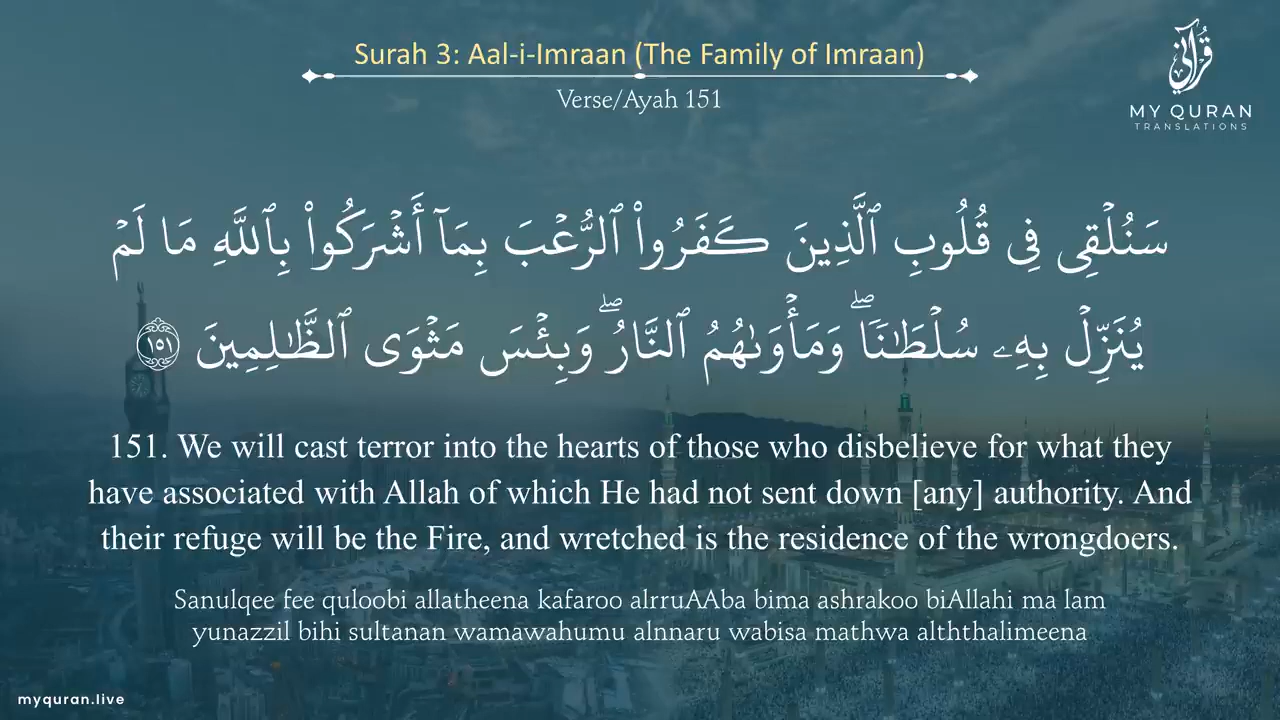 Surah 3: Aal-i-Imraan (The Family of Imraan)
Verse/Ayah 151
قرآني
MY QURAN
TRANSLATIONS
سَنُلْقِى فِى قُلُوبِ ٱلَّذِينَ كَفَرُوا۟ ٱلرُّعْبَ بِمَآ أَشْرَكُوا۟ بِٱللَّهِ مَا لَمْ
يُنَزِّلْ بِهِۦ سُلْطَـٰنًا ۖ وَمَأْوَىٰهُمُ ٱلنَّارُ ۖ وَبِئْسَ مَثْوَى ٱلظَّـٰلِمِينَ ١٥١
151. We will cast terror into the hearts of those who disbelieve for what they
have associated with Allah of which He had not sent down [any] authority. And
their refuge will be the Fire, and wretched is the residence of the wrongdoers.
Sanulqee fee quloobi allatheena kafaroo alrruAAba bima ashrakoo biAllahi ma lam
yunazzil bihi sultanan wamawahumu alnnaru wabisa mathwa alththalimeena
myquran.live